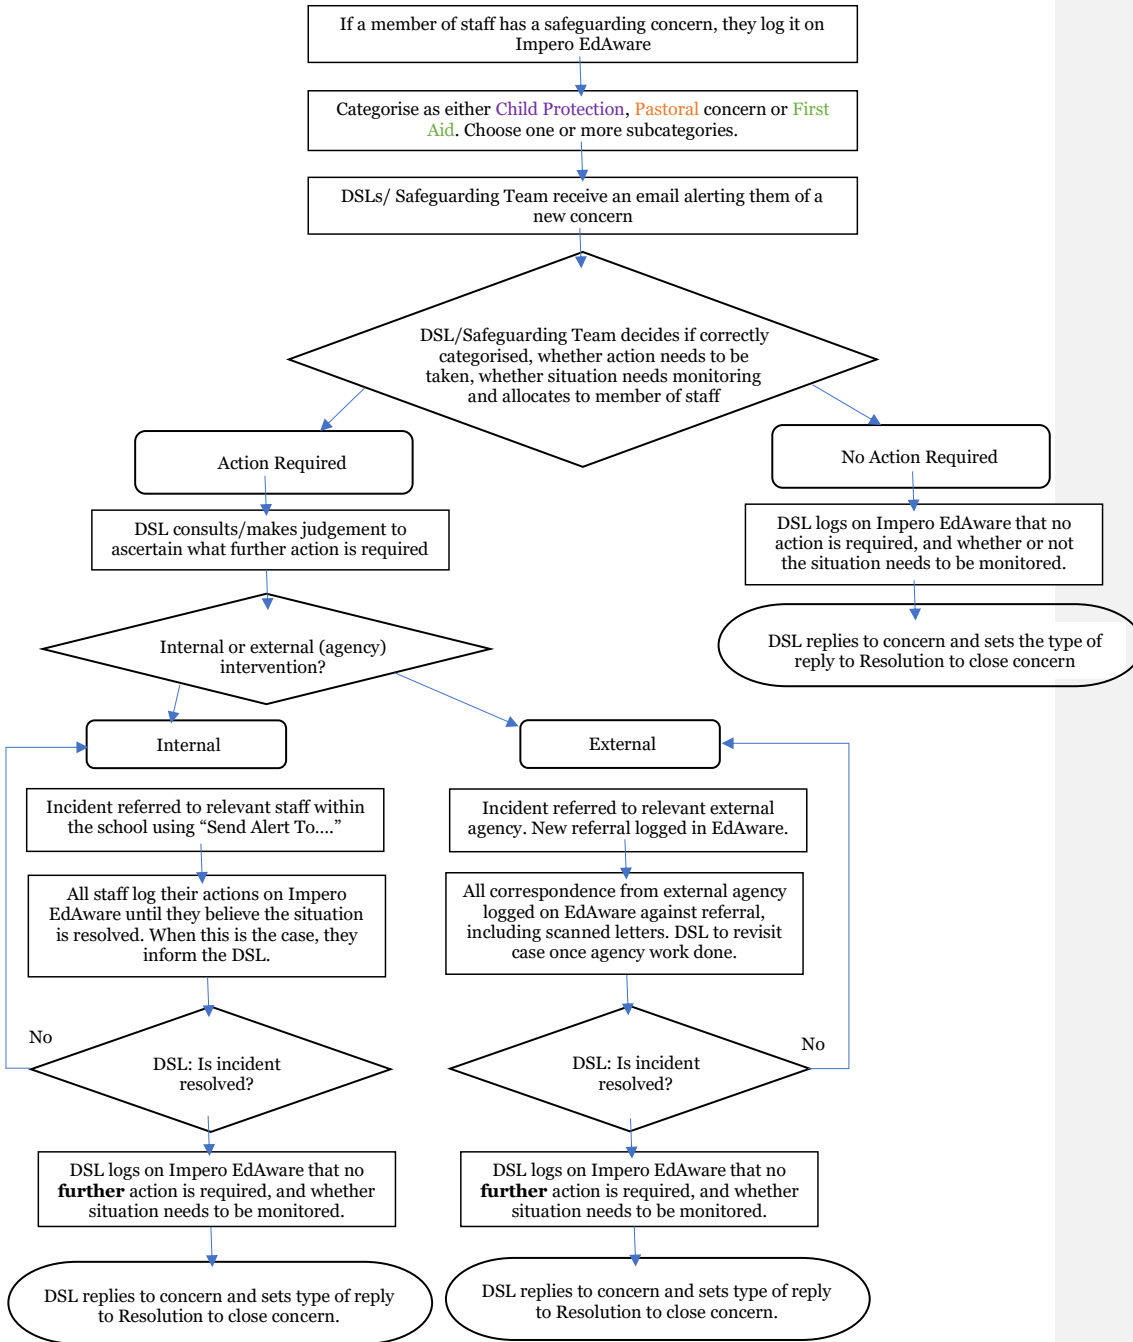 If a member of staff has a safeguarding concern, they log it on
Impero EdAware
Categorise as either Child Protection, Pastoral concern or First
Aid. Choose one or more subcategories.
DSLs/ Safeguarding Team receive an email alerting them of a
new concern
DSL/Safeguarding Team decides if correctly
categorised, whether action needs to be
taken, whether situation needs monitoring
and allocates to member of staff
Action Required
No Action Required
DSL consults/makes judgement to
ascertain what further action is required
DSL logs on Impero EdAware that no
action is required, and whether or not
the situation needs to be monitored.
Internal or external (agency)
intervention?
DSL replies to concern and sets the type of
reply to Resolution to close concern
Internal
External
Incident referred to relevant staff within
the school using “Send Alert To….”
Incident referred to relevant external
agency. New referral logged in EdAware.
All staff log their actions on Impero
EdAware until they believe the situation
is resolved. When this is the case, they
inform the DSL.
All correspondence from external agency
logged on EdAware against referral,
including scanned letters. DSL to revisit
case once agency work done.
No
DSL: Is incident
resolved?
No
DSL: Is incident
resolved?
DSL logs on Impero EdAware that no
further action is required, and whether
situation needs to be monitored.
DSL logs on Impero EdAware that no
further action is required, and whether
situation needs to be monitored.
DSL replies to concern and sets type of reply
to Resolution to close concern.
DSL replies to concern and sets type of reply
to Resolution to close concern.